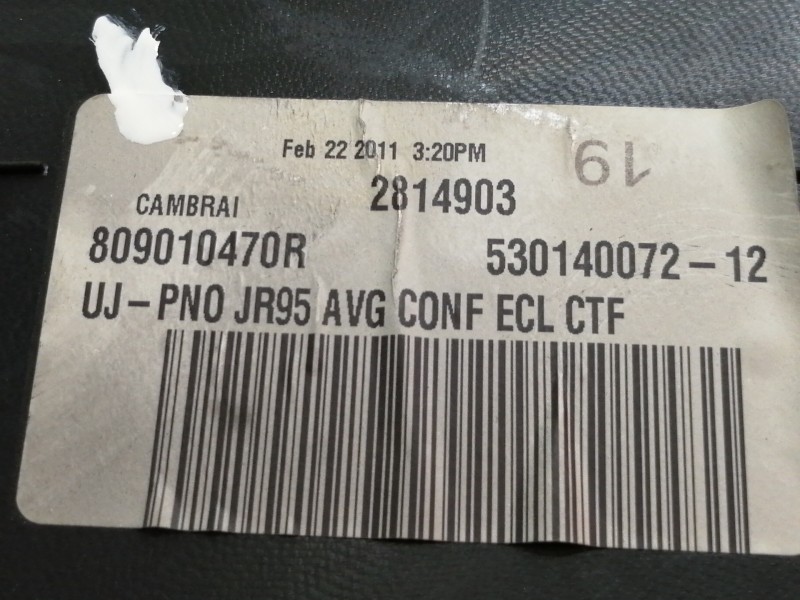 Feb 22 2011 3:20PM
19
CAMBRAI
2814903
809010470R
530140072-12
UJ-PNO JR95 AVG CONF ECL CTF